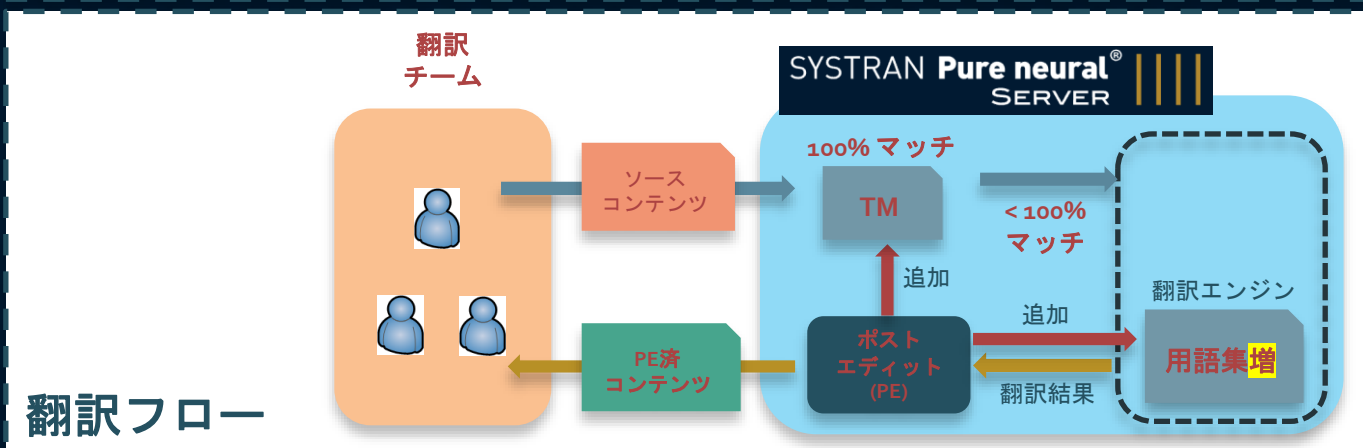 翻訳
チーム
SYSTRAN Pure neural®
SERVER
100% マッチ
ソース
コンテンツ
TM
< 100%
マッチ
追加
翻訳エンジン
追加
ポスト
エディット
(PE)
用語集増
PE済
コンテンツ
翻訳結果
翻訳フロー